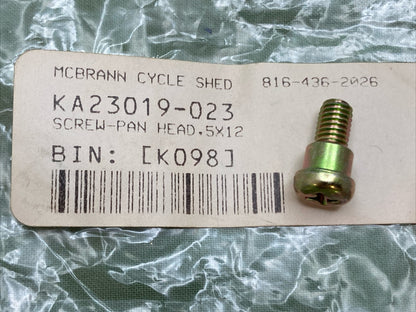 MCBRANN CYCLE SHED 816-436-2026
KA23019-023
SCREW-PAN HEAD,5X12
BIN: [K098]